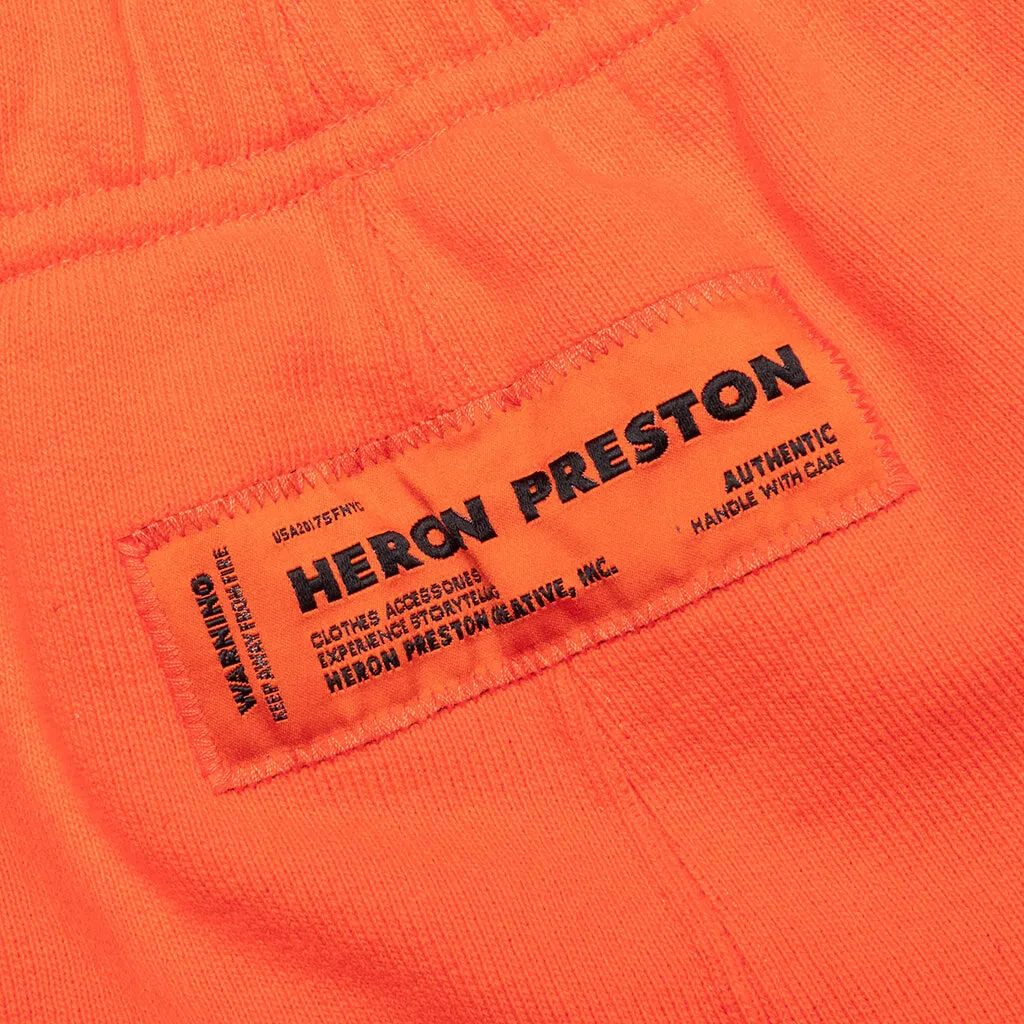 USA2017SFNYC
HERON PRESTON
AUTHENTIC
HANDLE WITH CARE
CLOTHES ACCESSORIES
EXPERIENCE STORYTELLING
HERON PRESTON CREATIVE, INC.
WARNING
KEEP AWAY FROM FIRE